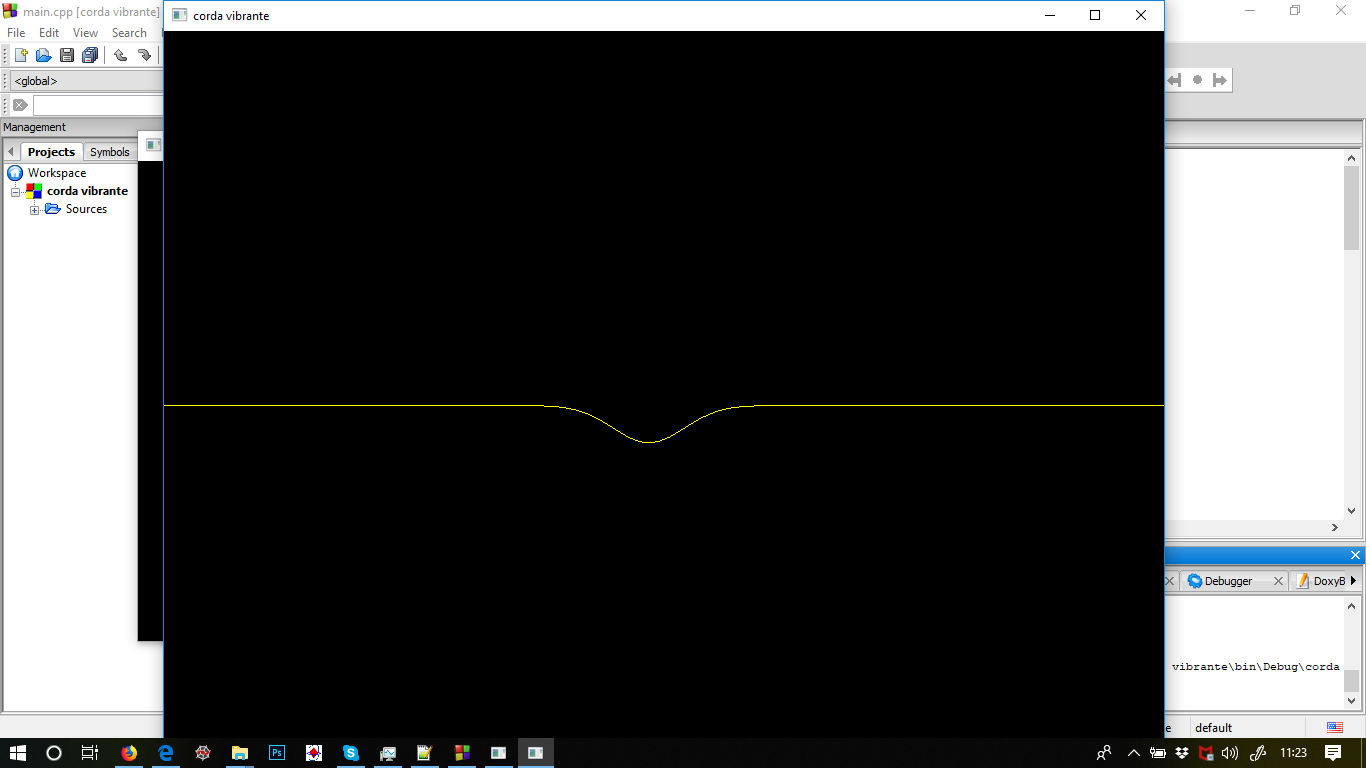 main.cpp [corda vibrante]
corda vibrante
File Edit View Search
<global>
Management
Projects Symbols
Workspace
corda vibrante
Sources
Debugger
DoxyB
vibrante\bin\Debug\corda
default
11:23